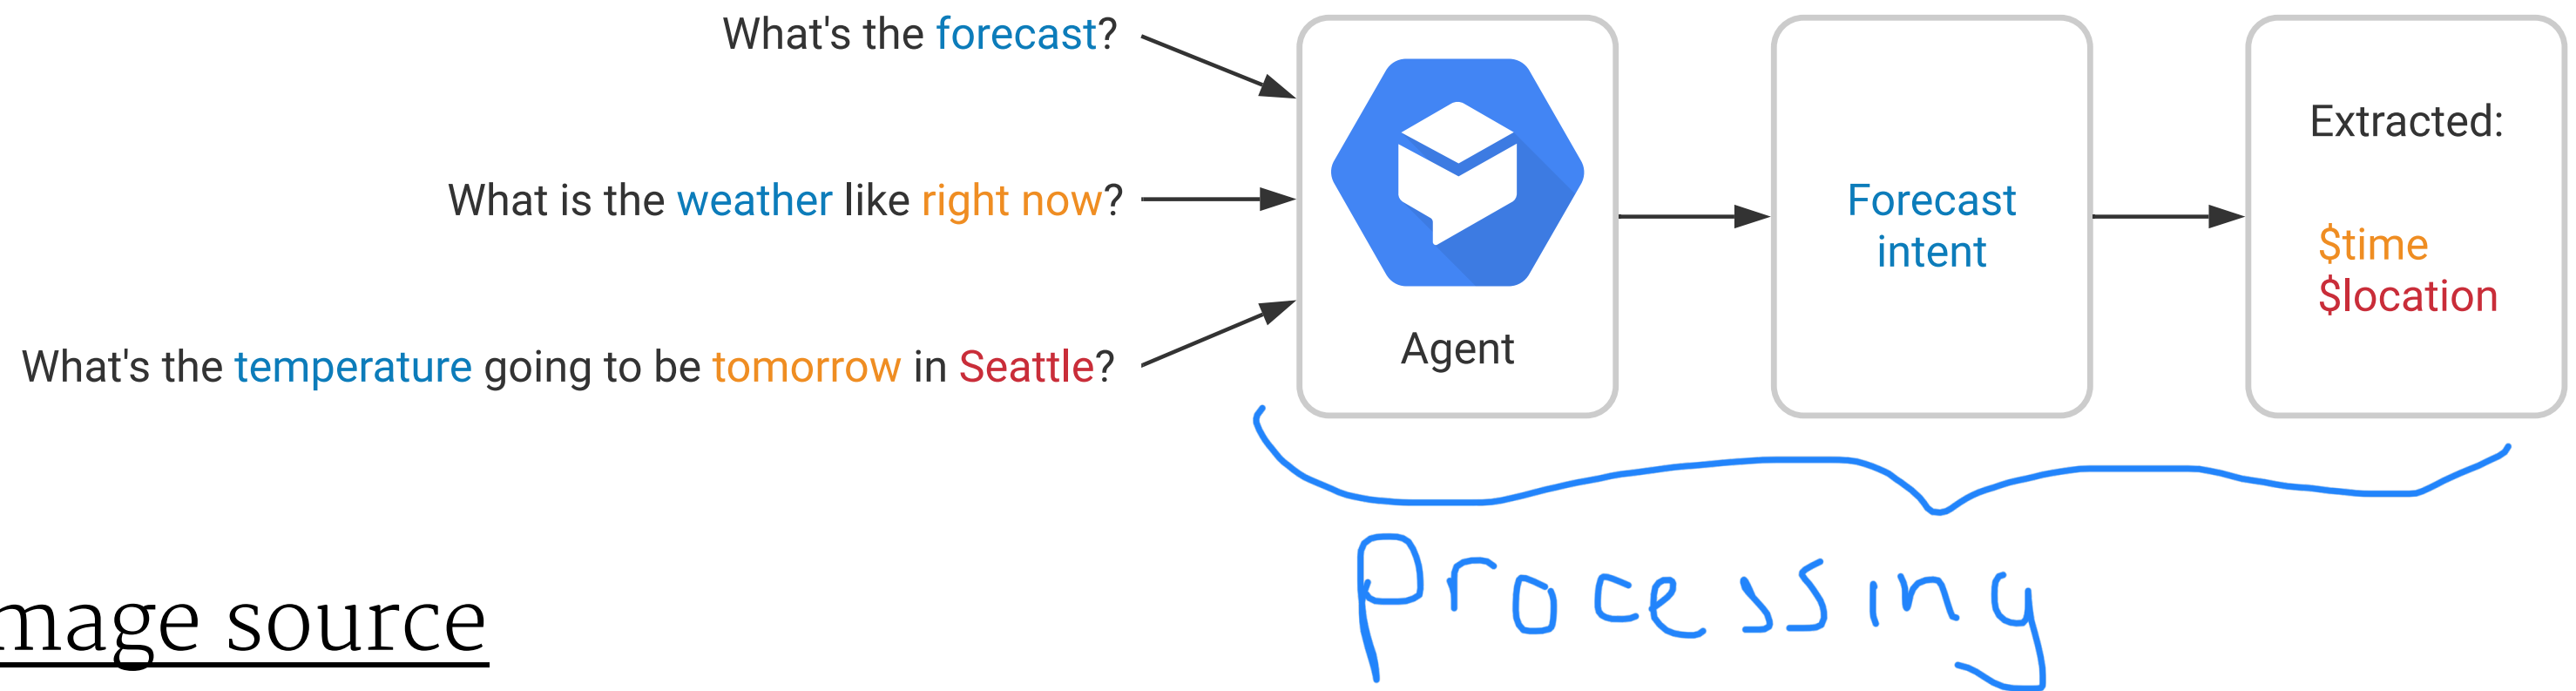 What's the forecast?
What is the weather like right now?
What's the temperature going to be tomorrow in Seattle?
Agent
Forecast
intent
Extracted:
$time
$location
mage source
processing